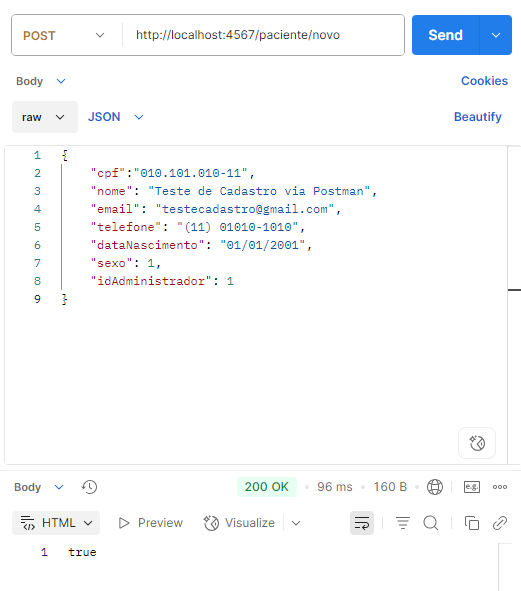 POST http://localhost:4567/paciente/novo Send
Body Cookies
raw JSON Beautify
1 {
2 "cpf":"010.101.010-11",
3 "nome": "Teste de Cadastro via Postman",
4 "email": "testecadastro@gmail.com",
5 "telefone": "(11) 01010-1010",
6 "dataNascimento": "01/01/2001",
7 "sexo": 1,
8 "idAdministrador": 1
9 }
Body 200 OK • 96 ms • 160 B • e.g.
HTML Preview Visualize
1 true